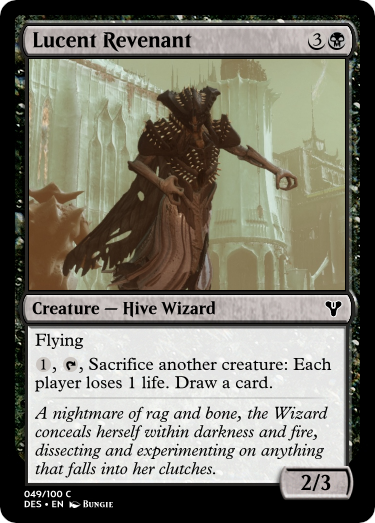 Lucent Revenant 3
Creature — Hive Wizard
Flying
1, , Sacrifice another creature: Each
player loses 1 life. Draw a card.
A nightmare of rag and bone, the Wizard
conceals herself within darkness and fire,
dissecting and experimenting on anything
that falls into her clutches.
2/3
049/100 C
DES • EN Bungie